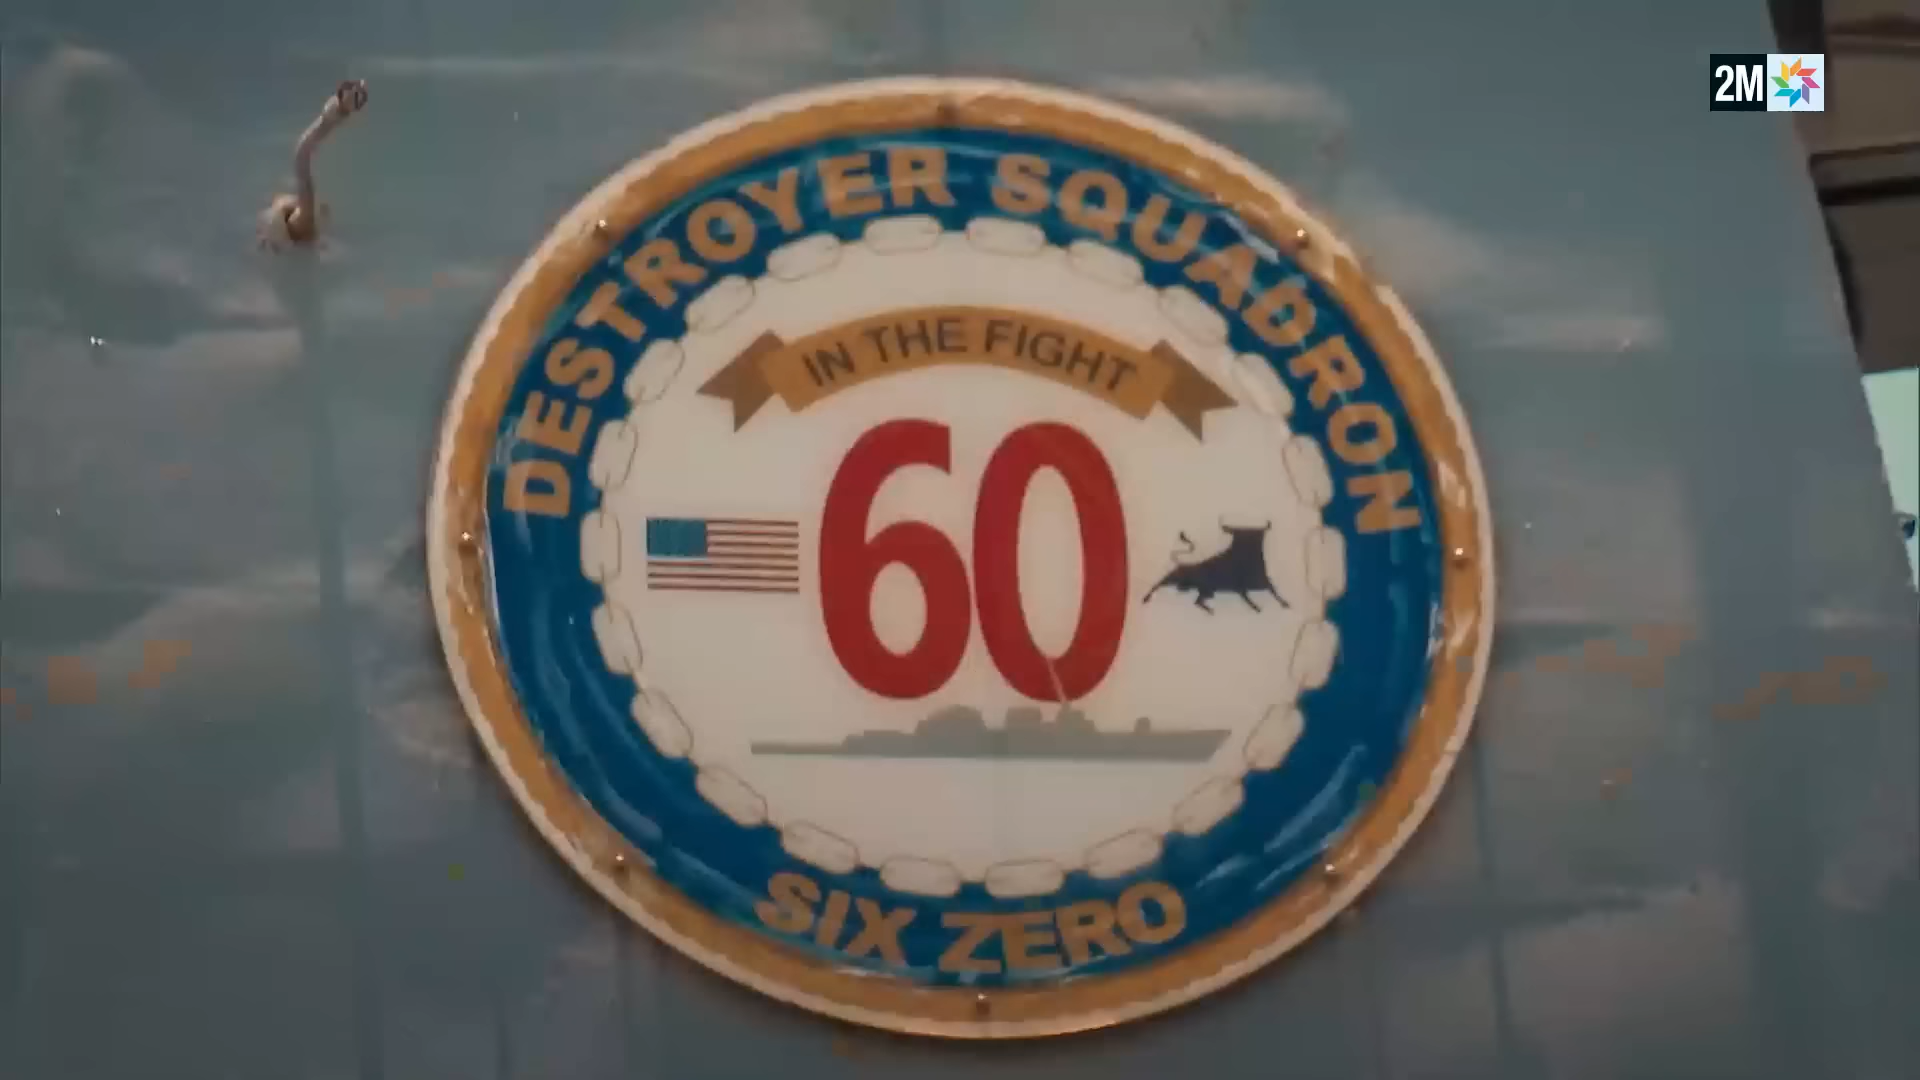 2M
DESTROYER SQUADRON
IN THE FIGHT
60
SIX ZERO